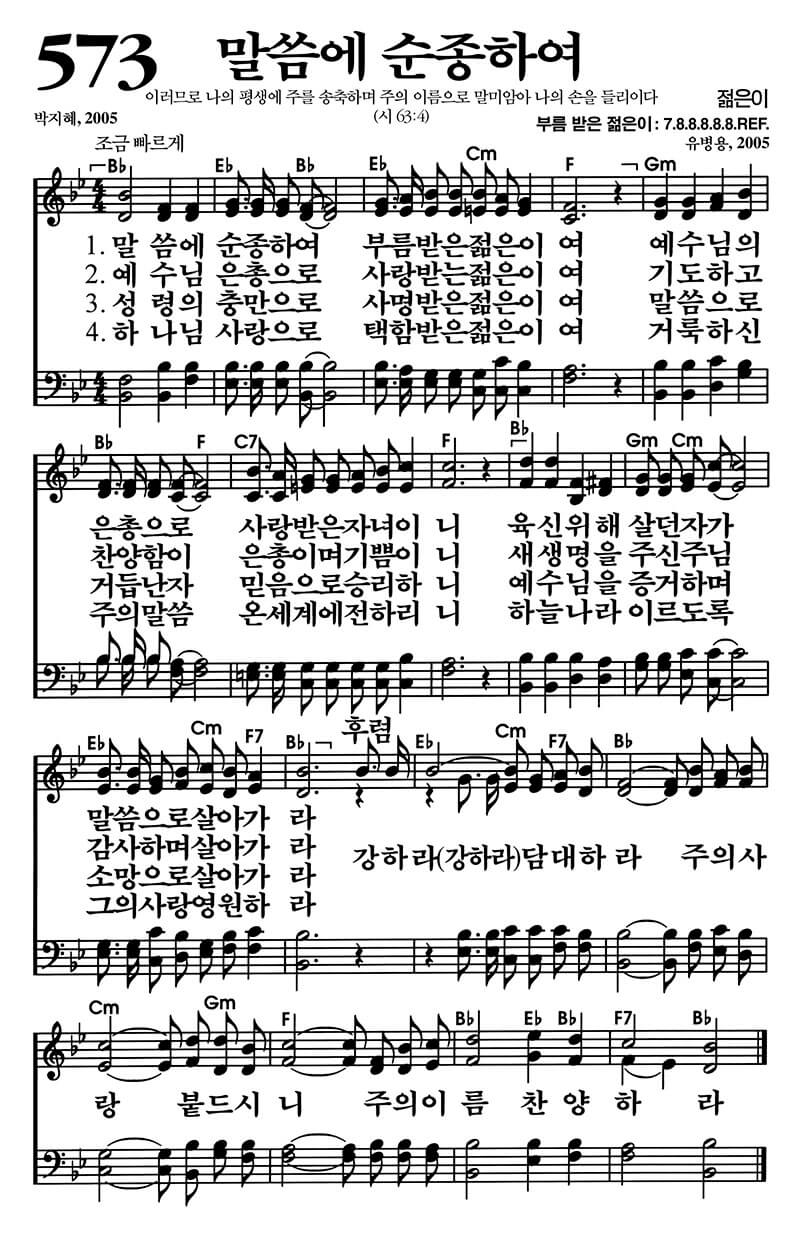 573 말씀에 순종하여
이러므로 나의 평생에 주를 송축하며 주의 이름으로 말미암아 나의 손을 들리이다
젊은이
박지혜, 2005
(시 63:4)
부름 받은 젊은이 : 7.8.8.8.8.8.REF.
조금 빠르게
유병용, 2005
B♭ E♭ B♭ E♭ Cm F Gm
1. 말 씀에 순종하여 부름받은젊은이 여 예수님의
2. 예 수님 은총으로 사랑받는젊은이 여 기도하고
3. 성 령의 충만으로 사명받은젊은이 여 말씀으로
4. 하 나님 사랑으로 택함받은젊은이 여 거룩하신
B♭ F C7 F B♭ Gm Cm
은총으로 사랑받은자녀이 니 육신위해 살던자가
찬양함이 은총이며기쁨이 니 새생명을 주신주님
거듭난자 믿음으로승리하 니 예수님을 증거하며
주의말씀 온세계에전하리 니 하늘나라 이르도록
후렴
E♭ Cm F7 B♭ E♭ Cm F7 B♭
말씀으로살아가 라
감사하며살아가 라
소망으로살아가 라
그의사랑영원하 라
강하라(강하라)담대하 라 주의사
Cm Gm F B♭ E♭ B♭ F7 B♭
랑 붙드시 니 주의이 름 찬 양 하 라